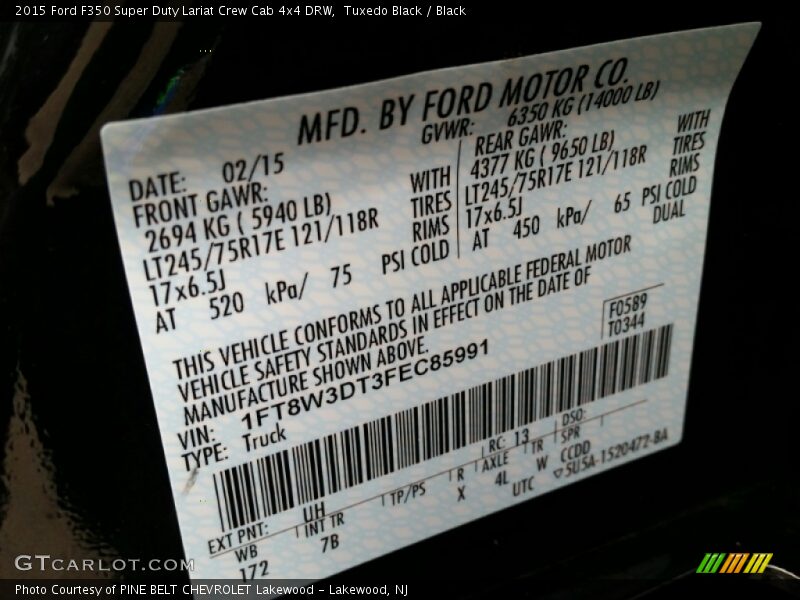 2015 Ford F350 Super Duty Lariat Crew Cab 4x4 DRW,  Tuxedo Black / Black
MFD. BY FORD MOTOR CO.
DATE: 02/15
GVWR: 6350 KG (14000 LB)
FRONT GAWR:
2694 KG ( 5940 LB) WITH
LT245/75R17E 121/118R TIRES
17x6.5J RIMS
AT 520 kPa/ 75 PSI COLD
REAR GAWR:
4377 KG ( 9650 LB) WITH
LT245/75R17E 121/118R TIRES
17x6.5J RIMS
AT 450 kPa/ 65 PSI COLD
DUAL
THIS VEHICLE CONFORMS TO ALL APPLICABLE FEDERAL MOTOR
VEHICLE SAFETY STANDARDS IN EFFECT ON THE DATE OF
MANUFACTURE SHOWN ABOVE.
F0589
T0344
VIN: 1FT8W3DT3FEC85991
TYPE: Truck
EXT PNT: UH RC: 13 DSO:
WB INT TR TP/PS R AXLE TR SPR
172 7B X 4L W CCDD
UTC ▽5U5A-1520472-BA
GTCARLOT.COM
Photo Courtesy of PINE BELT CHEVROLET Lakewood – Lakewood, NJ